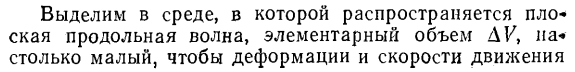 Выделим в среде, в которой распространяется пло-
ская продольная волна, элементарный объем ΔV, на-
столько малый, чтобы деформации и скорости движения